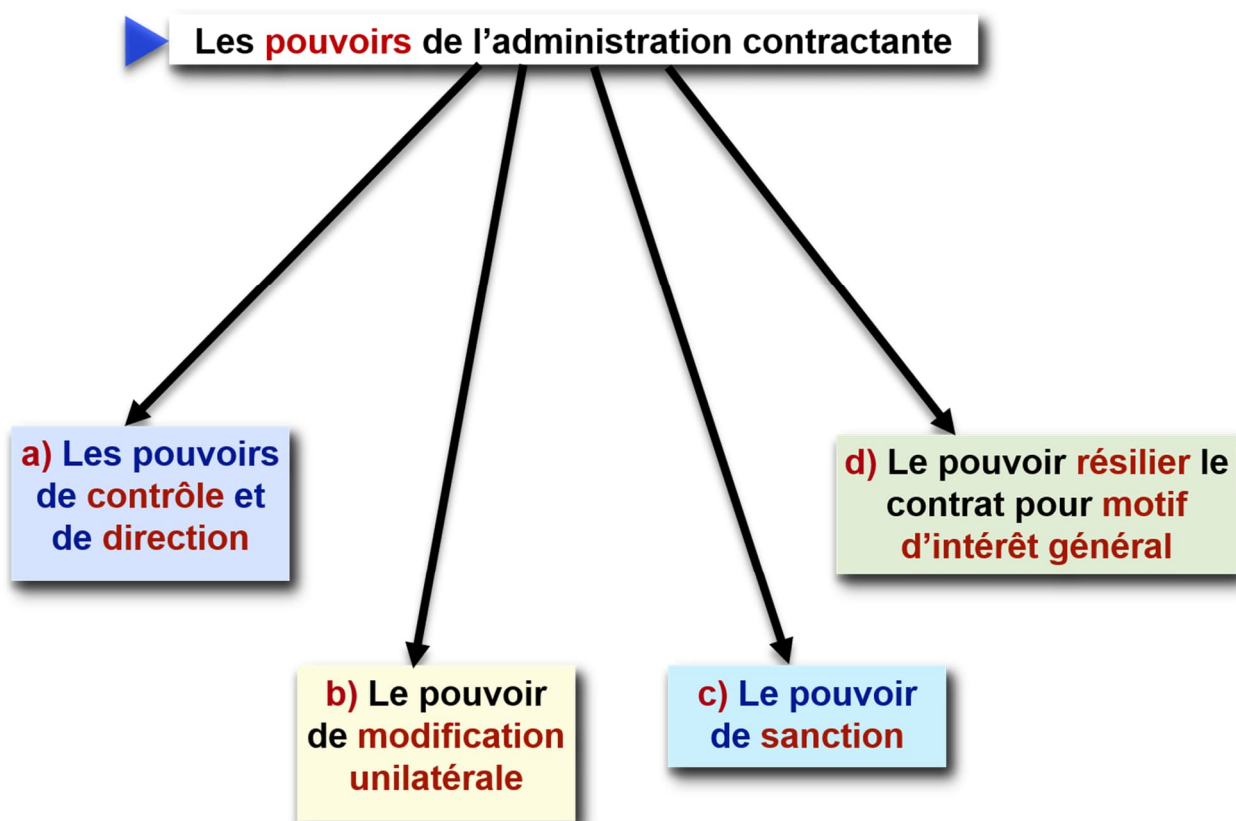 Les pouvoirs de l’administration contractante
a) Les pouvoirs
de contrôle et
de direction
b) Le pouvoir
de modification
unilatérale
c) Le pouvoir
de sanction
d) Le pouvoir résilier le
contrat pour motif
d’intérêt général